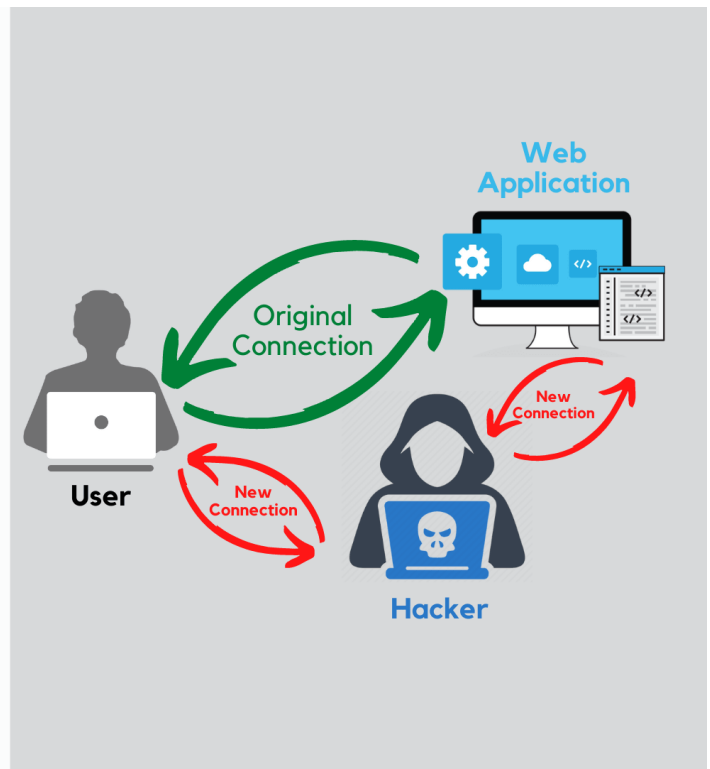 Web
Application
</>
</>
</>
Original
Connection
New
Connection
User
New
Connection
Hacker